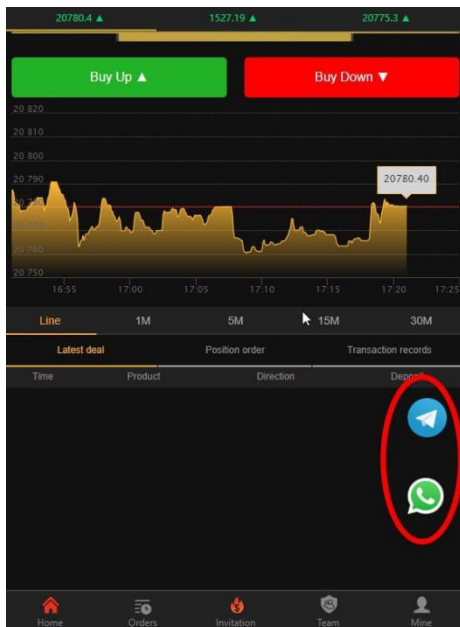 20780.4 ▲ 1527.19 ▲ 20775.3 ▲
Buy Up ▲ Buy Down ▼
20 820
20 810
20 800
20 790
20780.40
20 760
20 750
16:55 17:00 17:05 17:10 17:15 17:20 17:25
Line 1M 5M 15M 30M
Latest deal Position order Transaction records
Time Product Direction Deposit
Home Orders Invitation Team Mine